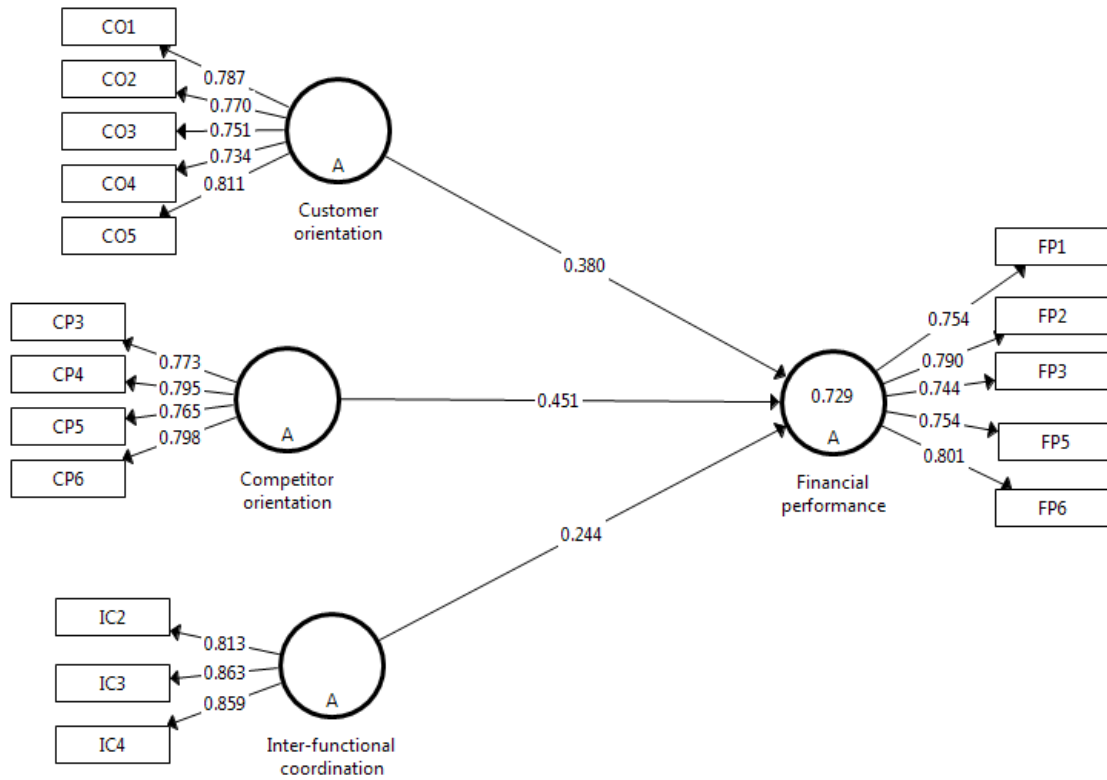 CO1
0.787
CO2
0.770
CO3
0.751
CO4
0.734
CO5
0.811
A
Customer
orientation
0.380
CP3
0.773
CP4
0.795
CP5
0.765
CP6
0.798
A
Competitor
orientation
0.451
IC2
0.813
IC3
0.863
IC4
0.859
A
Inter-functional
coordination
0.244
0.729
A
Financial
performance
FP1
0.754
FP2
0.790
FP3
0.744
FP5
0.754
FP6
0.801